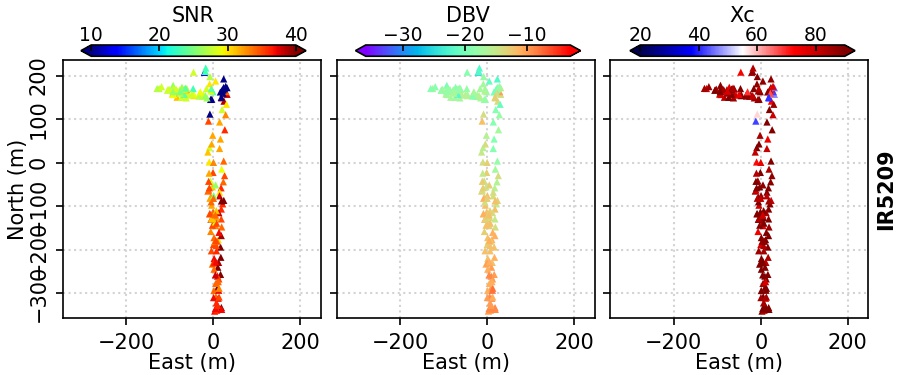 SNR DBV Xc
10 20 30 40 −30 −20 −10 20 40 60 80
North (m)
200
100
0
−100
−200
−300
−200 0 200 −200 0 200 −200 0 200
East (m) East (m) East (m)
IR5209